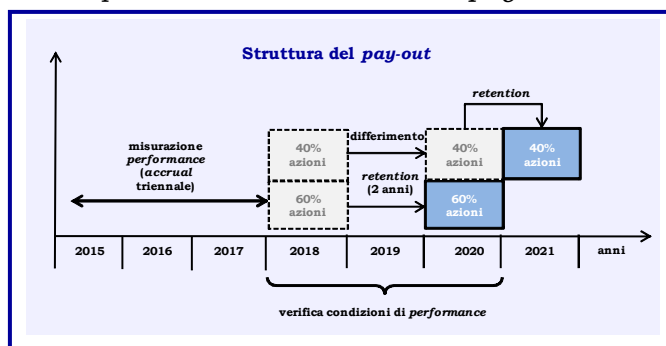 Struttura del pay-out
retention
misurazione
performance
(accrual
triennale)
differimento
40%
azioni
40%
azioni
40%
azioni
retention
(2 anni)
60%
azioni
60%
azioni
2015 2016 2017 2018 2019 2020 2021 anni
verifica condizioni di performance